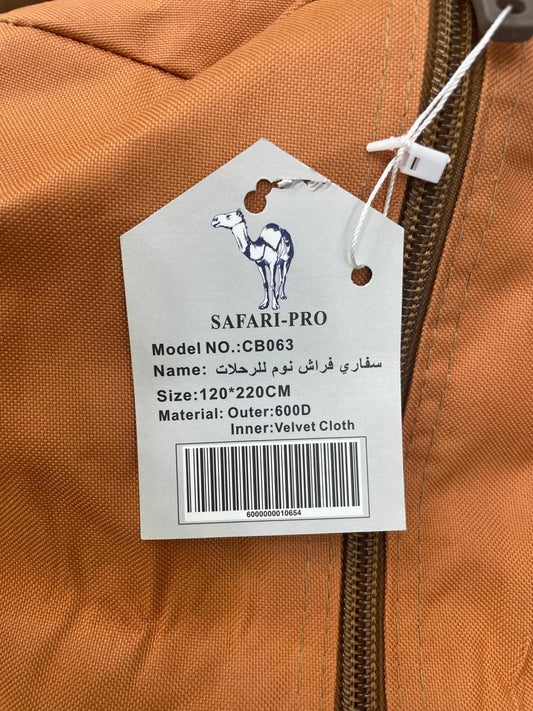 SAFARI-PRO
Model NO.:CB063
Name: سفاري فراش نوم للرحلات
Size:120*220CM
Material: Outer:600D
Inner:Velvet Cloth
6000000010654